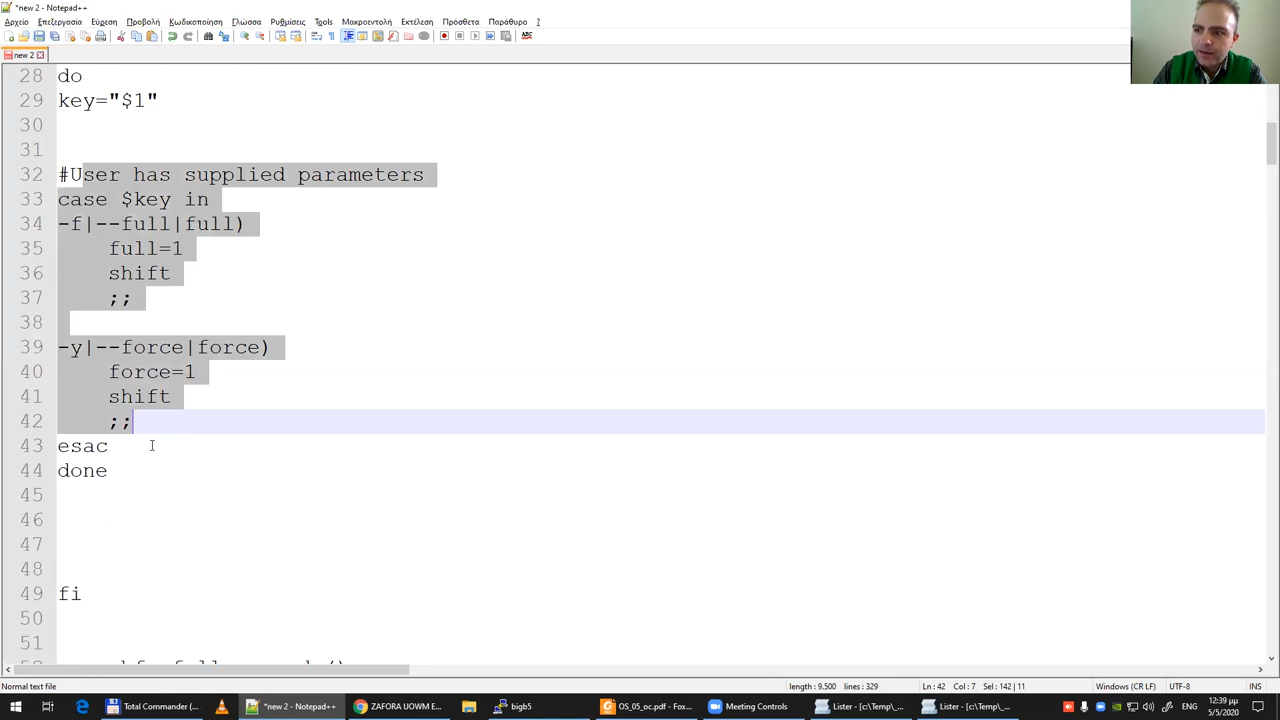 *new 2 - Notepad++
Αρχείο Επεξεργασία Εύρεση Προβολή Κωδικοποίηση Γλώσσα Ρυθμίσεις Tools Μακροεντολή Εκτέλεση Πρόσθετα Παράθυρο ?
new 2
28 do
29 key="$1"
30
31
32 #User has supplied parameters
33 case $key in
34 -f|--full|full)
35 full=1
36 shift
37 ;;
38
39 -y|--force|force)
40 force=1
41 shift
42 ;;
43 esac
44 done
45
46
47
48
49 fi
50
51
Normal text file length : 9.500 lines : 329 Ln : 42 Col : 7 Sel : 142 | 11 Windows (CR LF) UTF-8 INS
Total Commander (... *new 2 - Notepad++ ZAFORA UOWM E... bigb5 OS_05_oc.pdf - Fox... Meeting Controls Lister - [c:\Temp\_... Lister - [c:\Temp\_... ΕΛ 12:39 μμ
5/5/2020